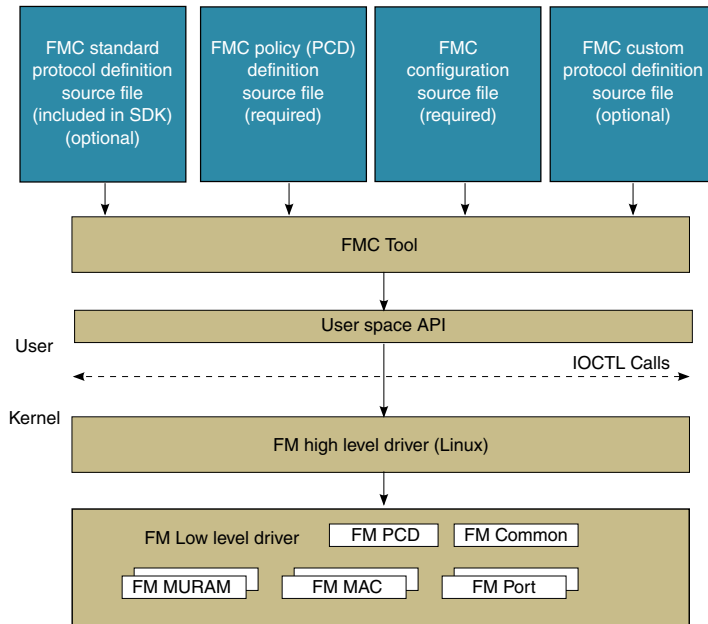 FMC standard
protocol definition
source file
(included in SDK)
(optional)
FMC policy (PCD)
definition
source file
(required)
FMC
configuration
source file
(required)
FMC custom
protocol definition
source file
(optional)
FMC Tool
User space API
User
IOCTL Calls
Kernel
FM high level driver (Linux)
FM Low level driver
FM PCD
FM Common
FM MURAM
FM MAC
FM Port